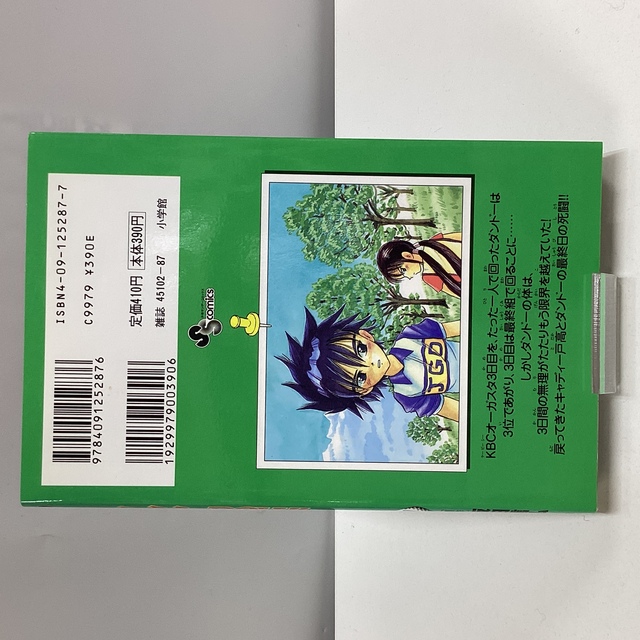 ISBN4-09-125287-7
C9979 ¥390E
定価410円 本体390円
雑誌 45102-87 小学館
9784091252876
1929979003906
SS comics
JGD
KBCオーガスタ3日目を、たった一人で回ったダンドーは
3位であがり、3日目は最終組で回ることに……
しかしダンドーの体は、
3日間の無理がたたりもう限界を越えていた!
戻ってきたキャディー戸高とダンドーの最終日の死闘!!